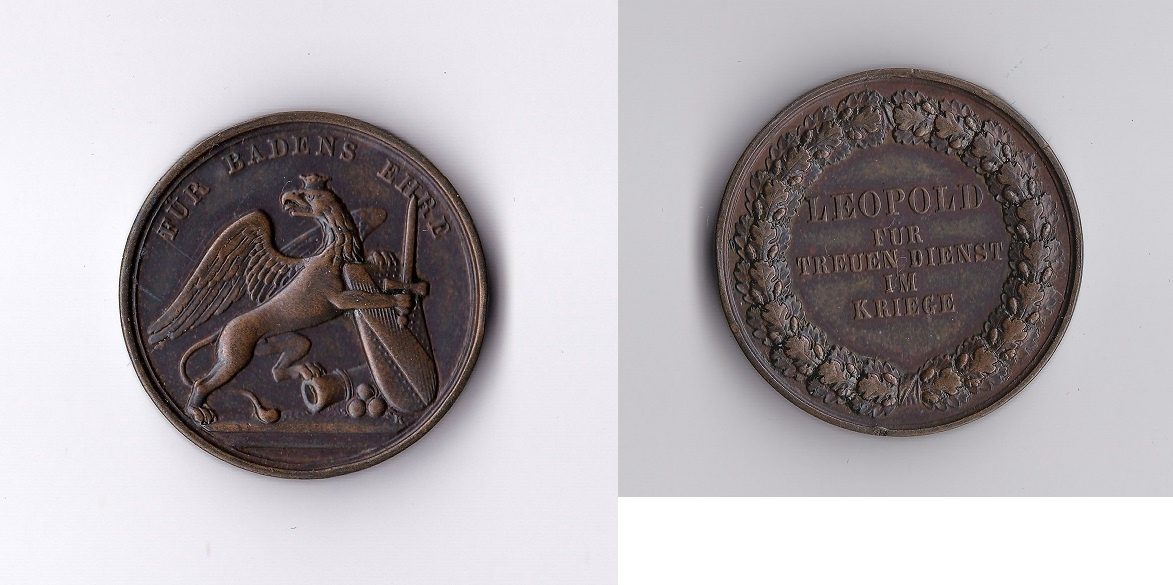 FÜR BADENS EHRE
LEOPOLD
FÜR
TREUEN DIENST
IM
KRIEGE